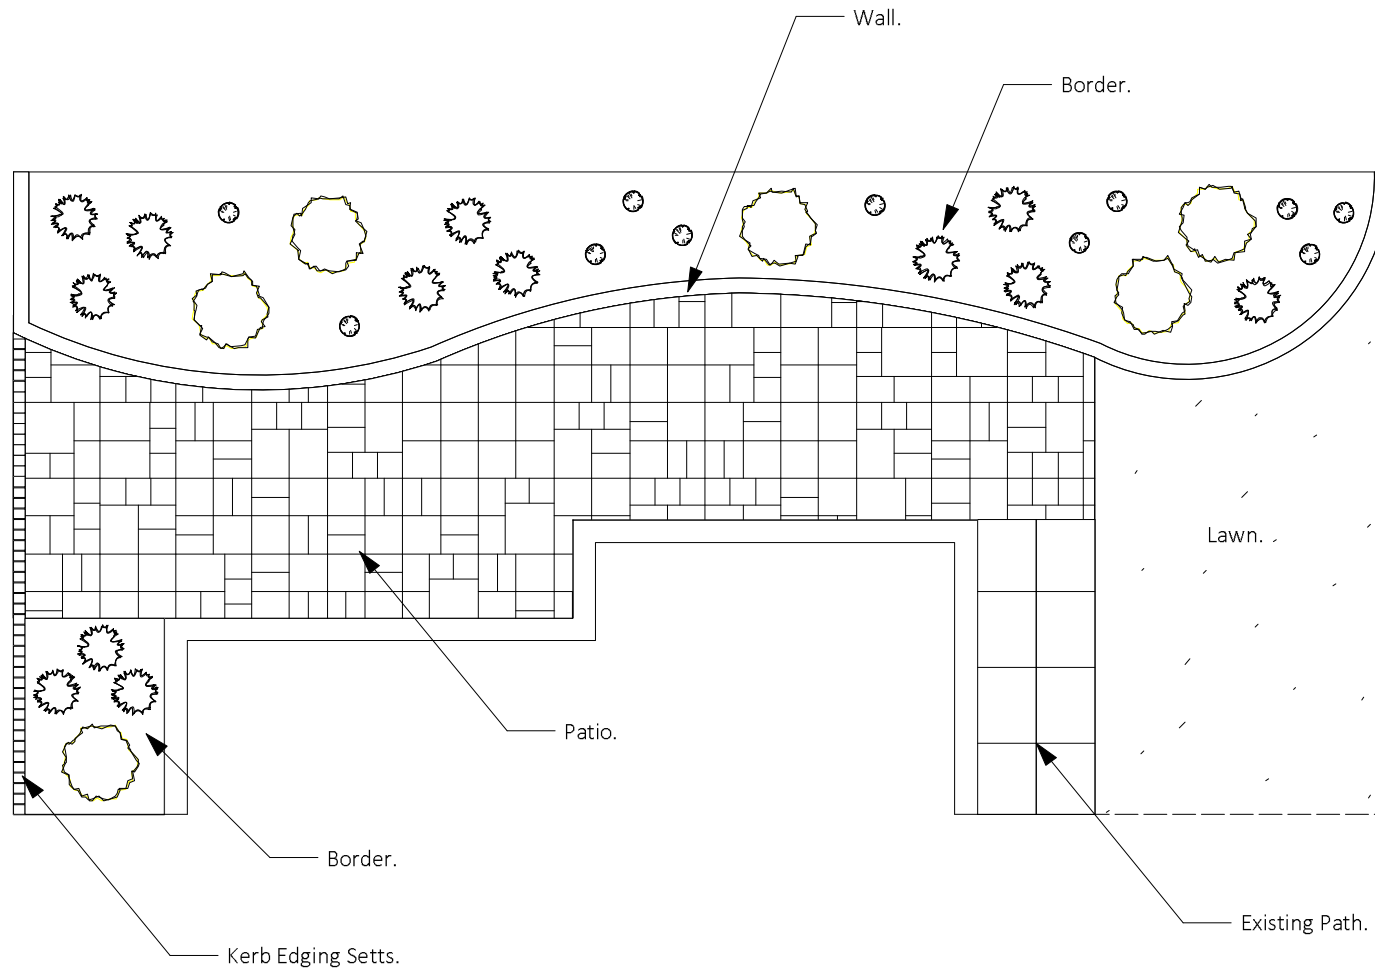 Wall.
Border.
Lawn.
Patio.
Border.
Existing Path.
Kerb Edging Setts.